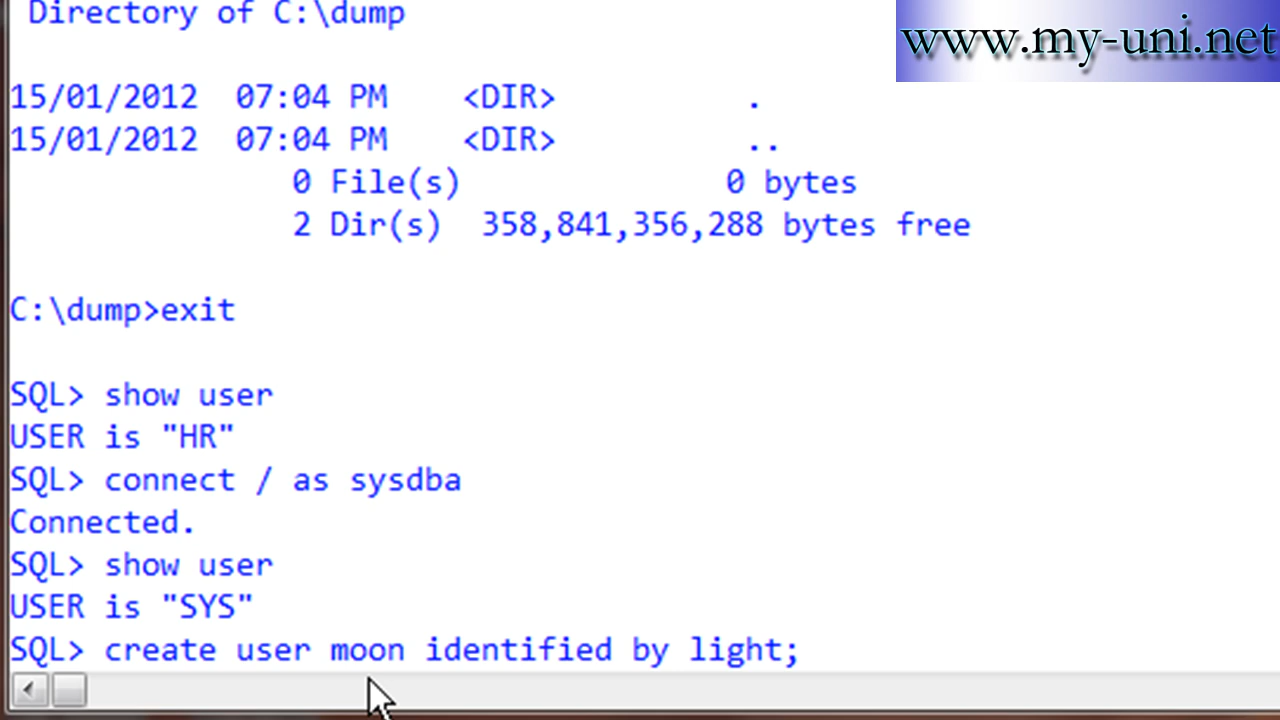 Directory of C:\dump
www.my-uni.net
15/01/2012  07:04 PM    <DIR>          .
15/01/2012  07:04 PM    <DIR>          ..
               0 File(s)              0 bytes
               2 Dir(s)  358,841,356,288 bytes free
C:\dump>exit
SQL> show user
USER is "HR"
SQL> connect / as sysdba
Connected.
SQL> show user
USER is "SYS"
SQL> create user moon identified by light;